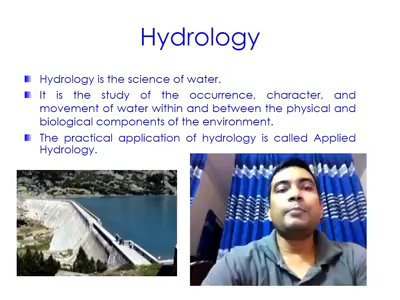 Hydrology
Hydrology is the science of water.
It is the study of the occurrence, character, and
movement of water within and between the physical and
biological components of the environment.
The practical application of hydrology is called Applied
Hydrology.